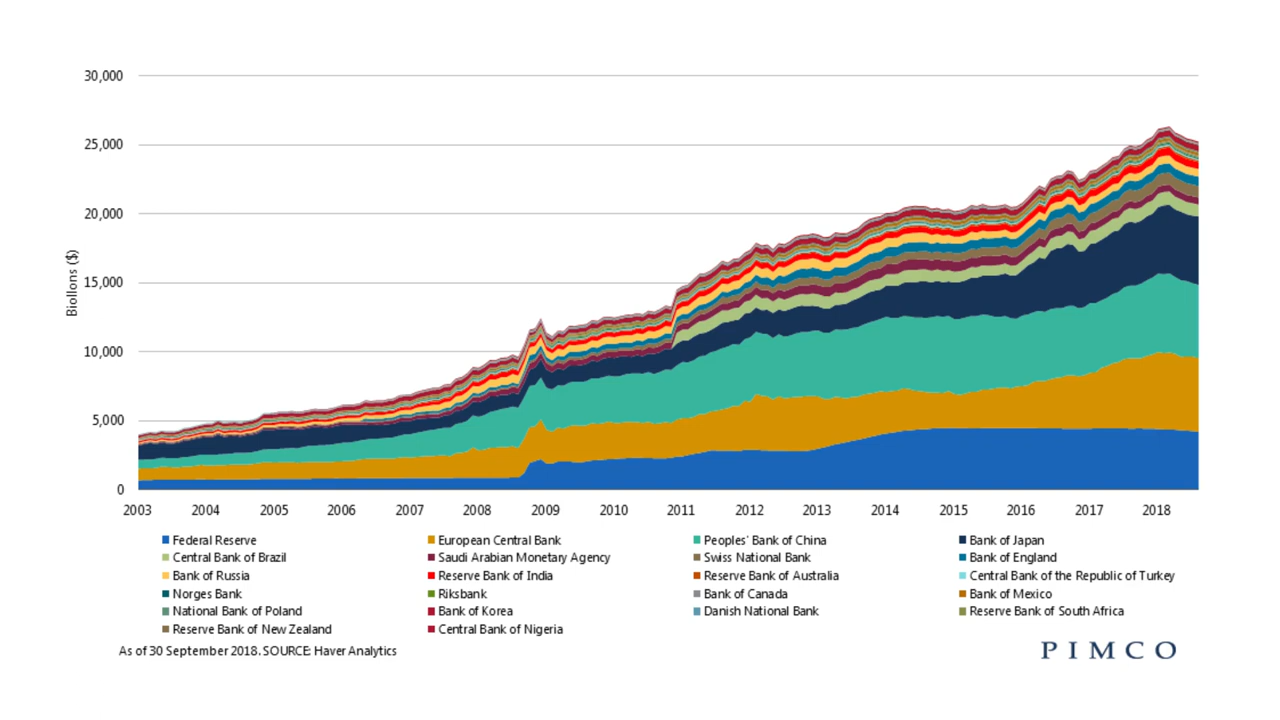 30,000
25,000
20,000
15,000
10,000
5,000
0
Biollons ($)
2003 2004 2005 2006 2007 2008 2009 2010 2011 2012 2013 2014 2015 2016 2017 2018
Federal Reserve European Central Bank Peoples' Bank of China Bank of Japan
Central Bank of Brazil Saudi Arabian Monetary Agency Swiss National Bank Bank of England
Bank of Russia Reserve Bank of India Reserve Bank of Australia Central Bank of the Republic of Turkey
Norges Bank Riksbank Bank of Canada Bank of Mexico
National Bank of Poland Bank of Korea Danish National Bank Reserve Bank of South Africa
Reserve Bank of New Zealand Central Bank of Nigeria
As of 30 September 2018. SOURCE: Haver Analytics
PIMCO